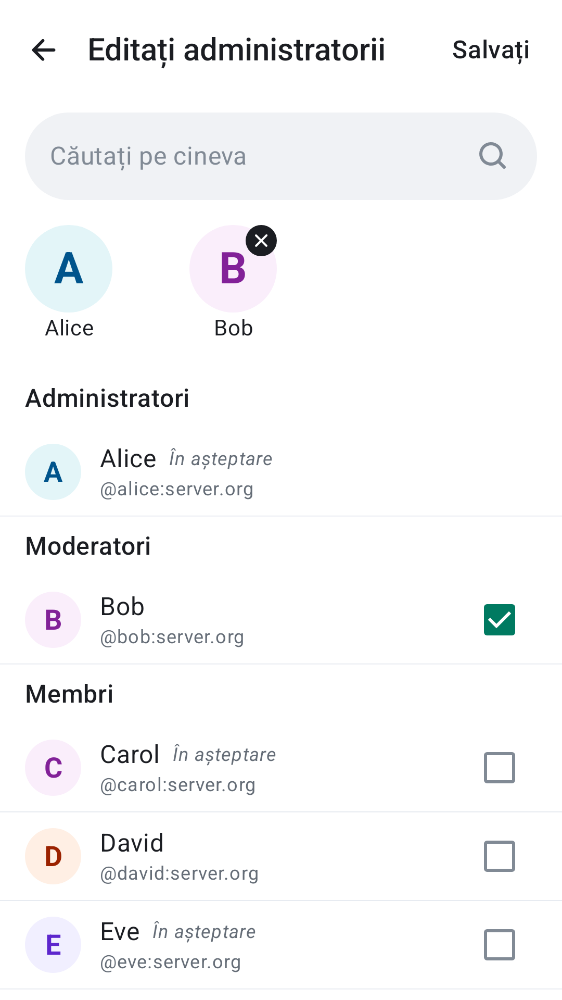 Editați administratorii
Salvați
Căutați pe cineva
A
B
Alice
Bob
Administratori
A
Alice În așteptare
@alice:server.org
Moderatori
B
Bob
@bob:server.org
Membri
C
Carol În așteptare
@carol:server.org
D
David
@david:server.org
E
Eve În așteptare
@eve:server.org